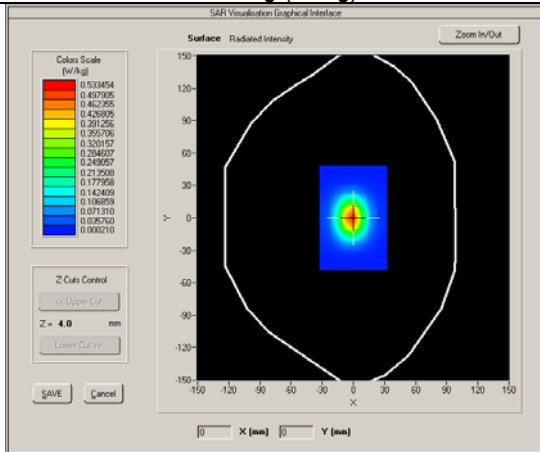 SAR Visualisation Graphical Interface
Surface Radiated Intensity
Zoom In/Out
Colors Scale
(W/kg)
0.533454
0.497905
0.462355
0.426805
0.391256
0.355706
0.320157
0.284607
0.249057
0.213508
0.177958
0.142409
0.106859
0.071310
0.035760
0.000210
Z Cuts Control
<< Upper Cut
Z = 4.0 mm
Lower Cut >>
SAVE Cancel
150
120
90
60
30
0
-30
-60
-90
-120
-150
Y
-150 -120 -90 -60 -30 0 30 60 90 120 150
X
0 X (mm) 0 Y (mm)